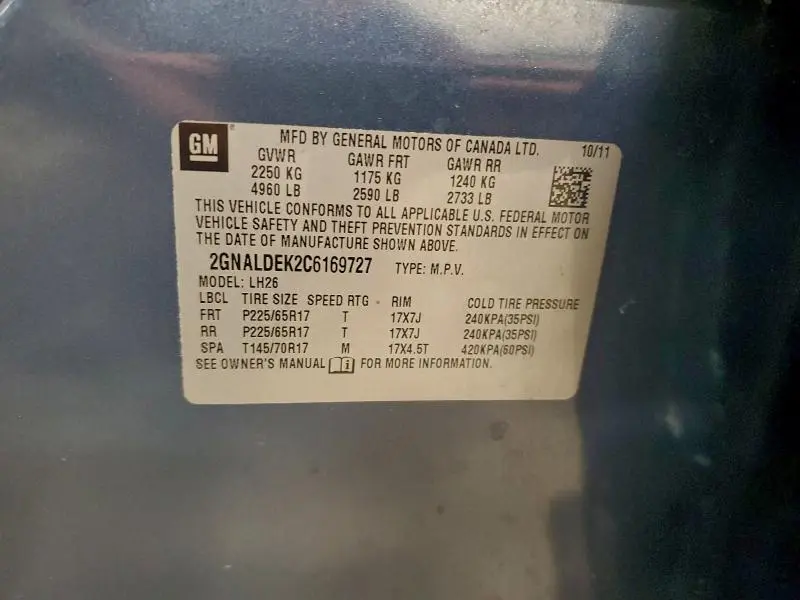 GM
MFD BY GENERAL MOTORS OF CANADA LTD. 10/11
GVWR GAWR FRT GAWR RR
2250 KG 1175 KG 1240 KG
4960 LB 2590 LB 2733 LB
THIS VEHICLE CONFORMS TO ALL APPLICABLE U.S. FEDERAL MOTOR
VEHICLE SAFETY AND THEFT PREVENTION STANDARDS IN EFFECT ON
THE DATE OF MANUFACTURE SHOWN ABOVE.
2GNALDEK2C6169727 TYPE: M.P.V.
MODEL: LH26
LBCL TIRE SIZE SPEED RTG RIM COLD TIRE PRESSURE
FRT P225/65R17 T 17X7J 240KPA(35PSI)
RR P225/65R17 T 17X7J 240KPA(35PSI)
SPA T145/70R17 M 17X4.5T 420KPA(60PSI)
SEE OWNER'S MANUAL i FOR MORE INFORMATION.